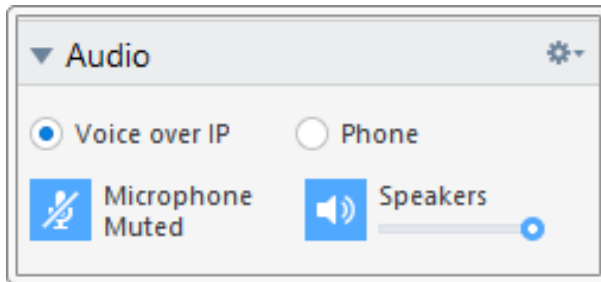 Audio
Voice over IP
Phone
Microphone
Muted
Speakers